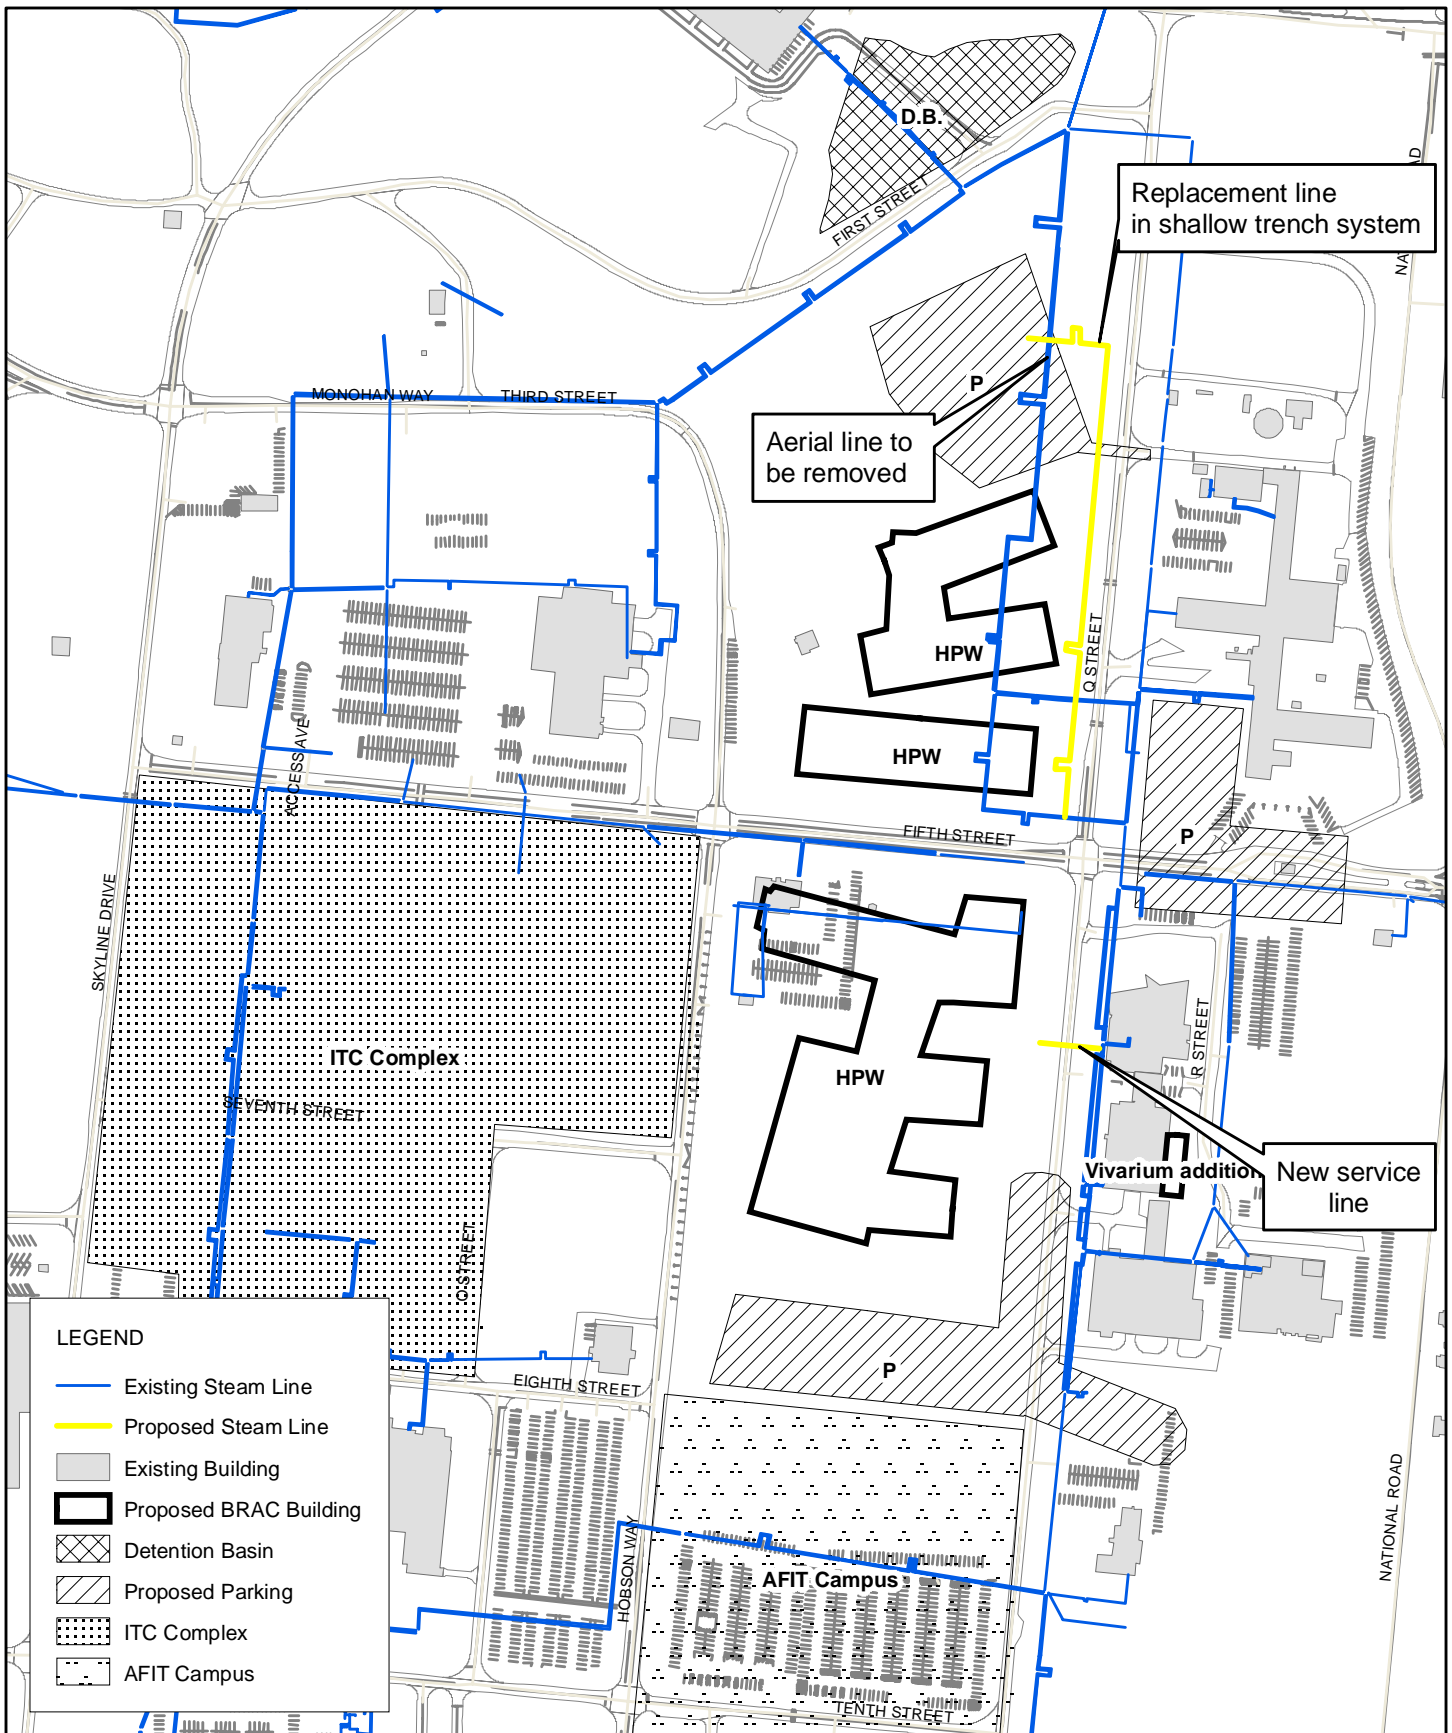 D.B.
FIRST STREET
Replacement line
in shallow trench system
MONOHAN WAY
THIRD STREET
P
Aerial line to
be removed
HPW
Q STREET
HPW
ACCESS AVE
FIFTH STREET
P
SKYLINE DRIVE
ITC Complex
SEVENTH STREET
HPW
R STREET
Vivarium addition
New service
line
O STREET
P
EIGHTH STREET
HOBSON WAY
AFIT Campus
NATIONAL ROAD
TENTH STREET
LEGEND
Existing Steam Line
Proposed Steam Line
Existing Building
Proposed BRAC Building
Detention Basin
Proposed Parking
ITC Complex
AFIT Campus